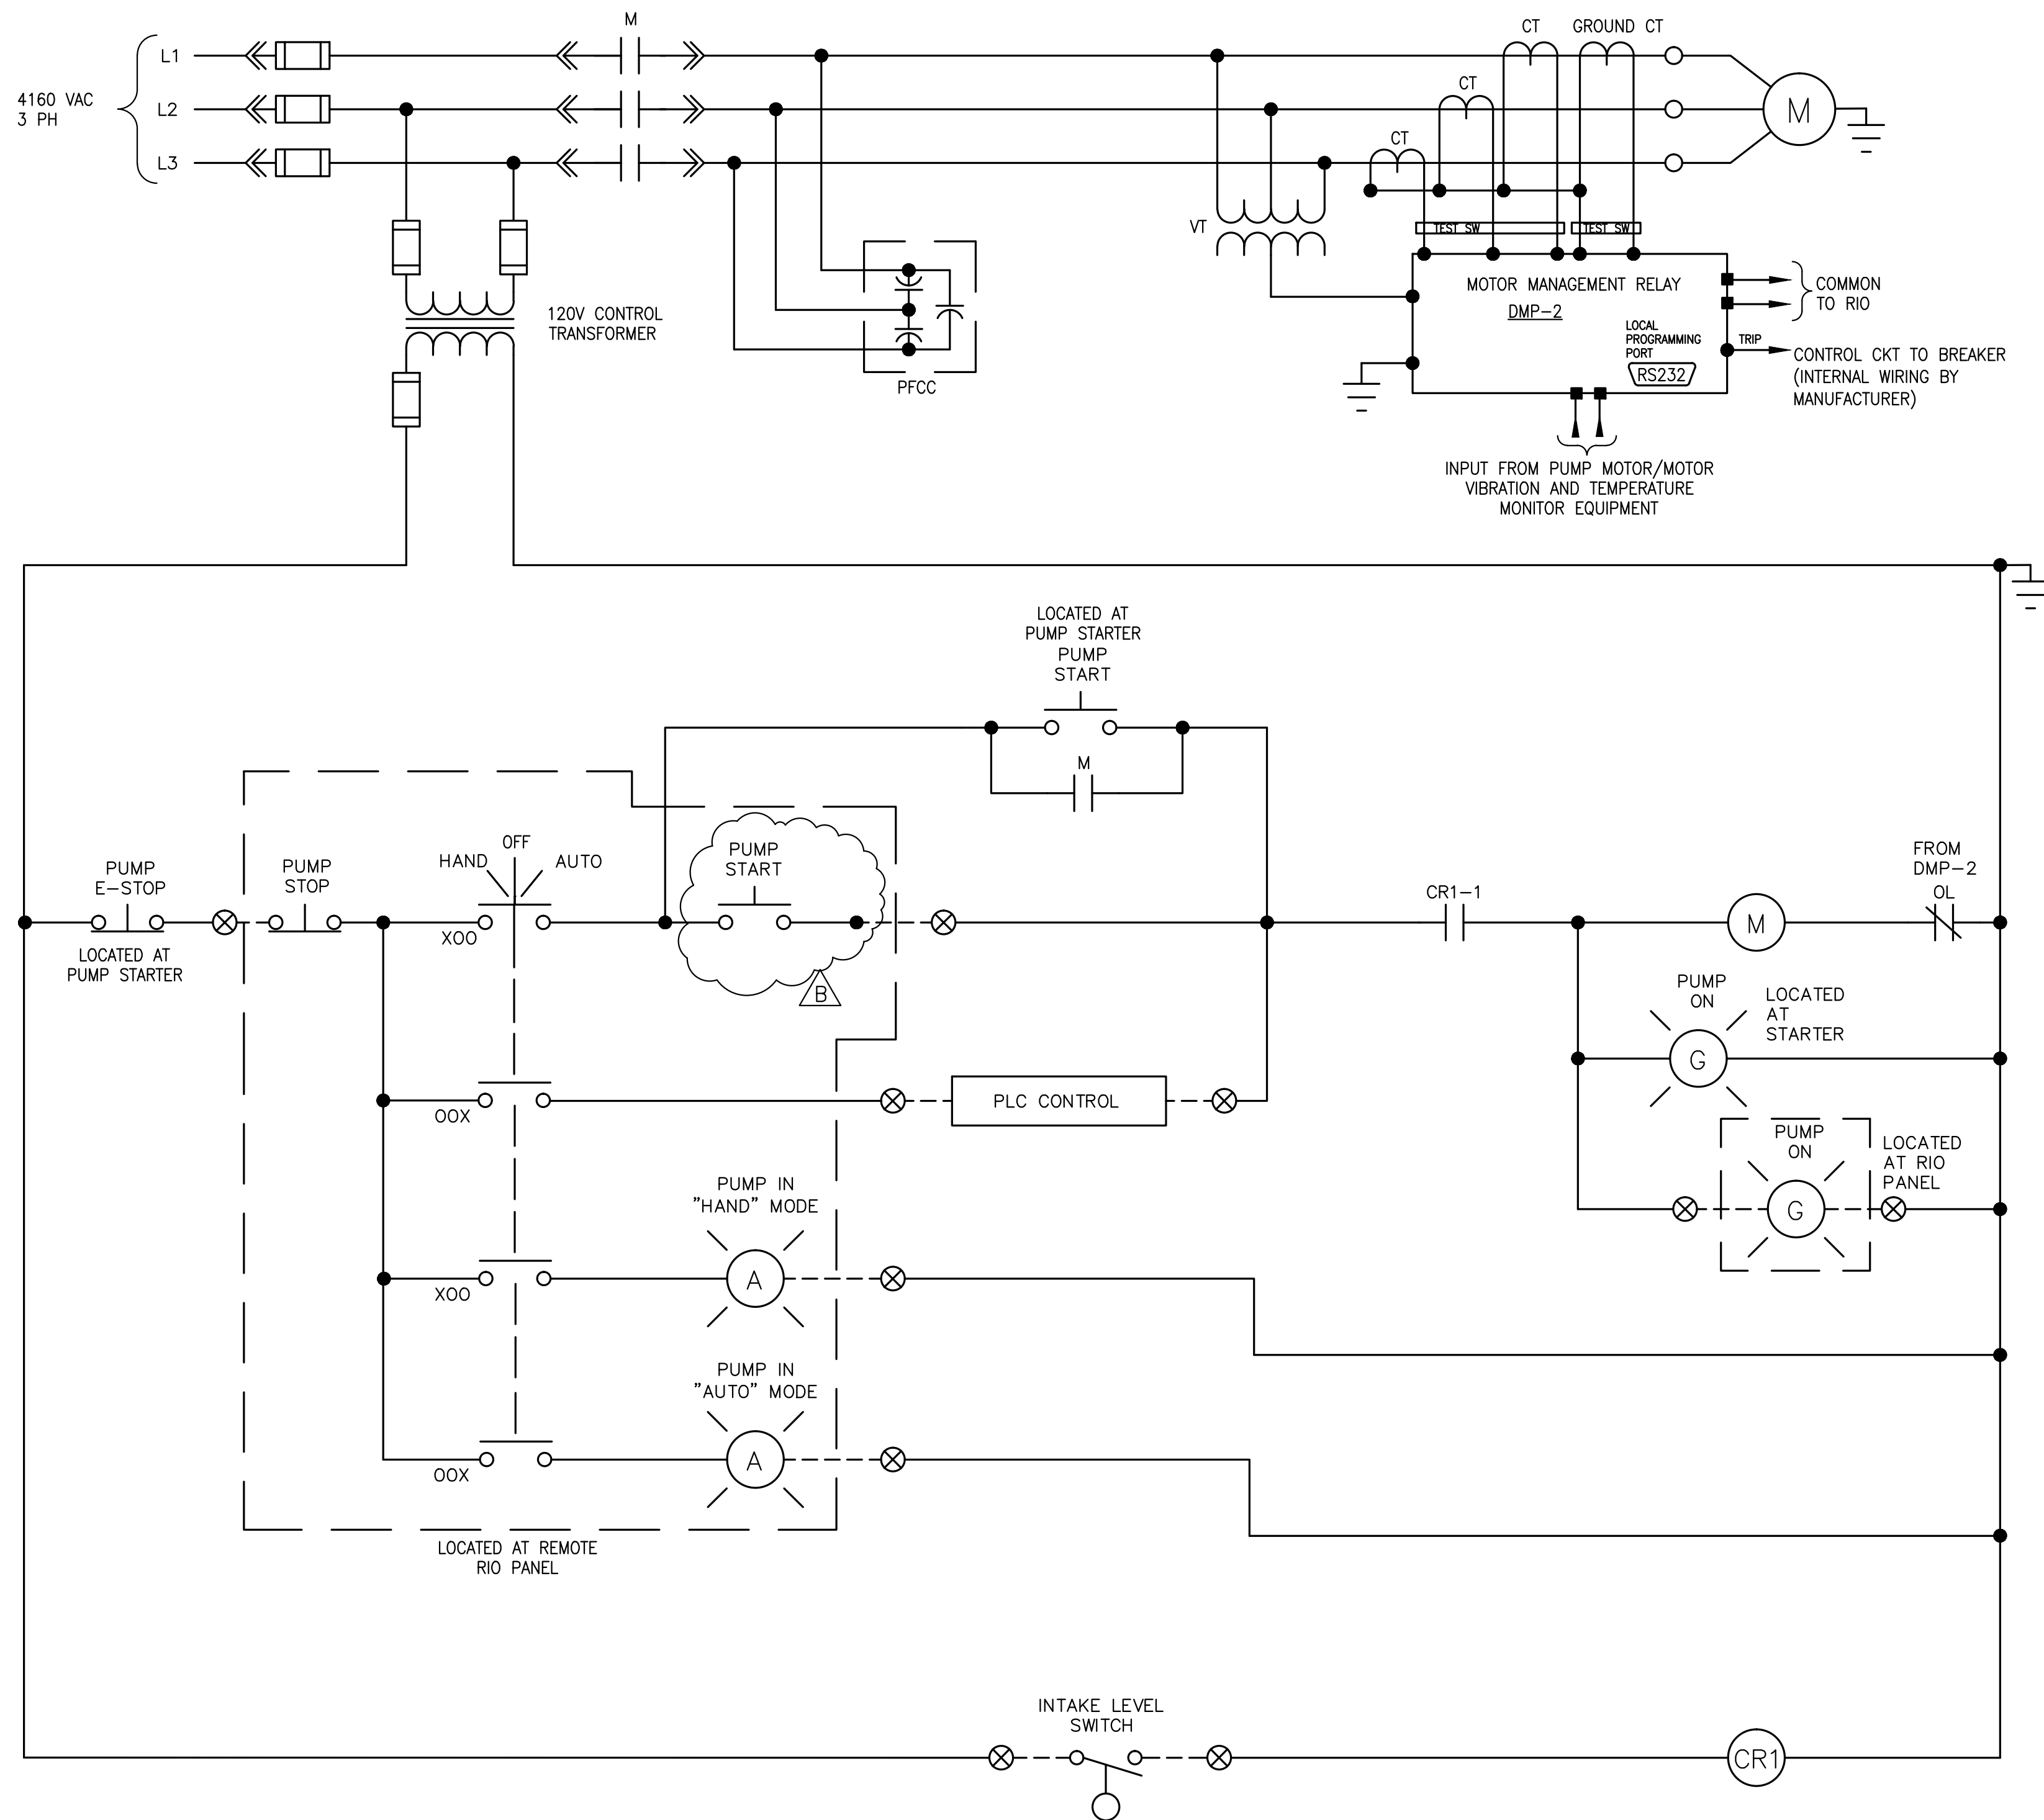 M
CT
GROUND CT
L1
4160 VAC
3 PH
L2
CT
M
L3
CT
VT
TEST SW
TEST SW
MOTOR MANAGEMENT RELAY
DMP-2
LOCAL
PROGRAMMING
PORT
RS232
COMMON
TO RIO
TRIP
CONTROL CKT TO BREAKER
(INTERNAL WIRING BY
MANUFACTURER)
120V CONTROL
TRANSFORMER
PFCC
INPUT FROM PUMP MOTOR/MOTOR
VIBRATION AND TEMPERATURE
MONITOR EQUIPMENT
LOCATED AT
PUMP STARTER
PUMP
START
M
PUMP
E-STOP
LOCATED AT
PUMP STARTER
PUMP
STOP
HAND
OFF
AUTO
XOO
PUMP
START
B
CR1-1
M
FROM
DMP-2
OL
PUMP
ON
G
LOCATED
AT
STARTER
OOX
PLC CONTROL
PUMP
ON
G
LOCATED
AT RIO
PANEL
PUMP IN
"HAND" MODE
XOO
A
PUMP IN
"AUTO" MODE
OOX
A
LOCATED AT REMOTE
RIO PANEL
INTAKE LEVEL
SWITCH
CR1